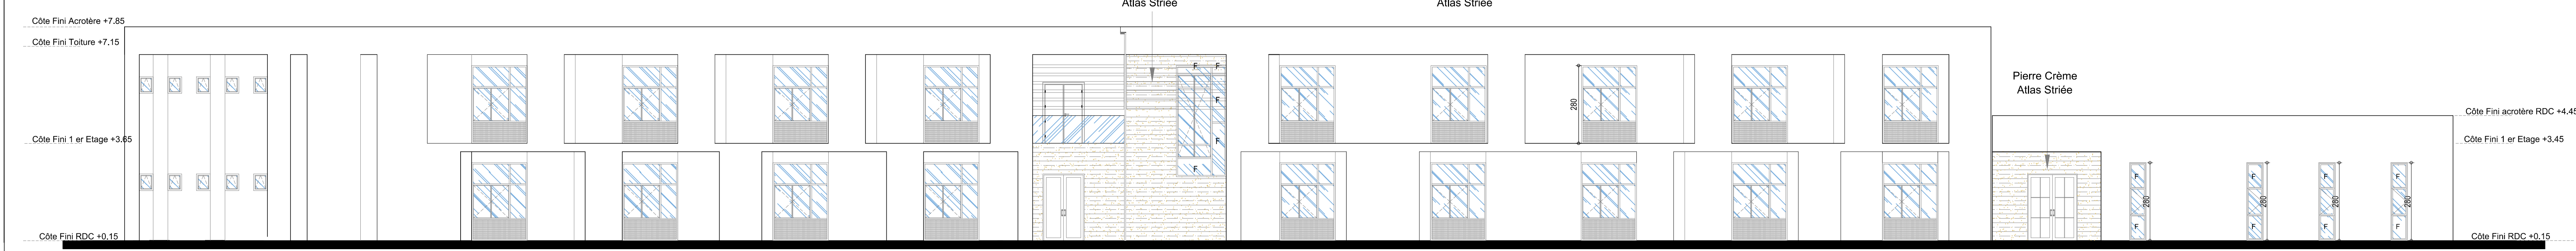 Atlas Striée
Atlas Striée
Côte Fini Acrotère +7.85
Côte Fini Toiture +7.15
Pierre Crème
Atlas Striée
F
F
F
280
Côte Fini acrotère RDC +4.45
Côte Fini 1 er Etage +3.65
F
Côte Fini 1 er Etage +3.45
F
F
F
F
F
280
280
280
280
F
F
F
F
Côte Fini RDC +0,15
Côte Fini RDC +0.15